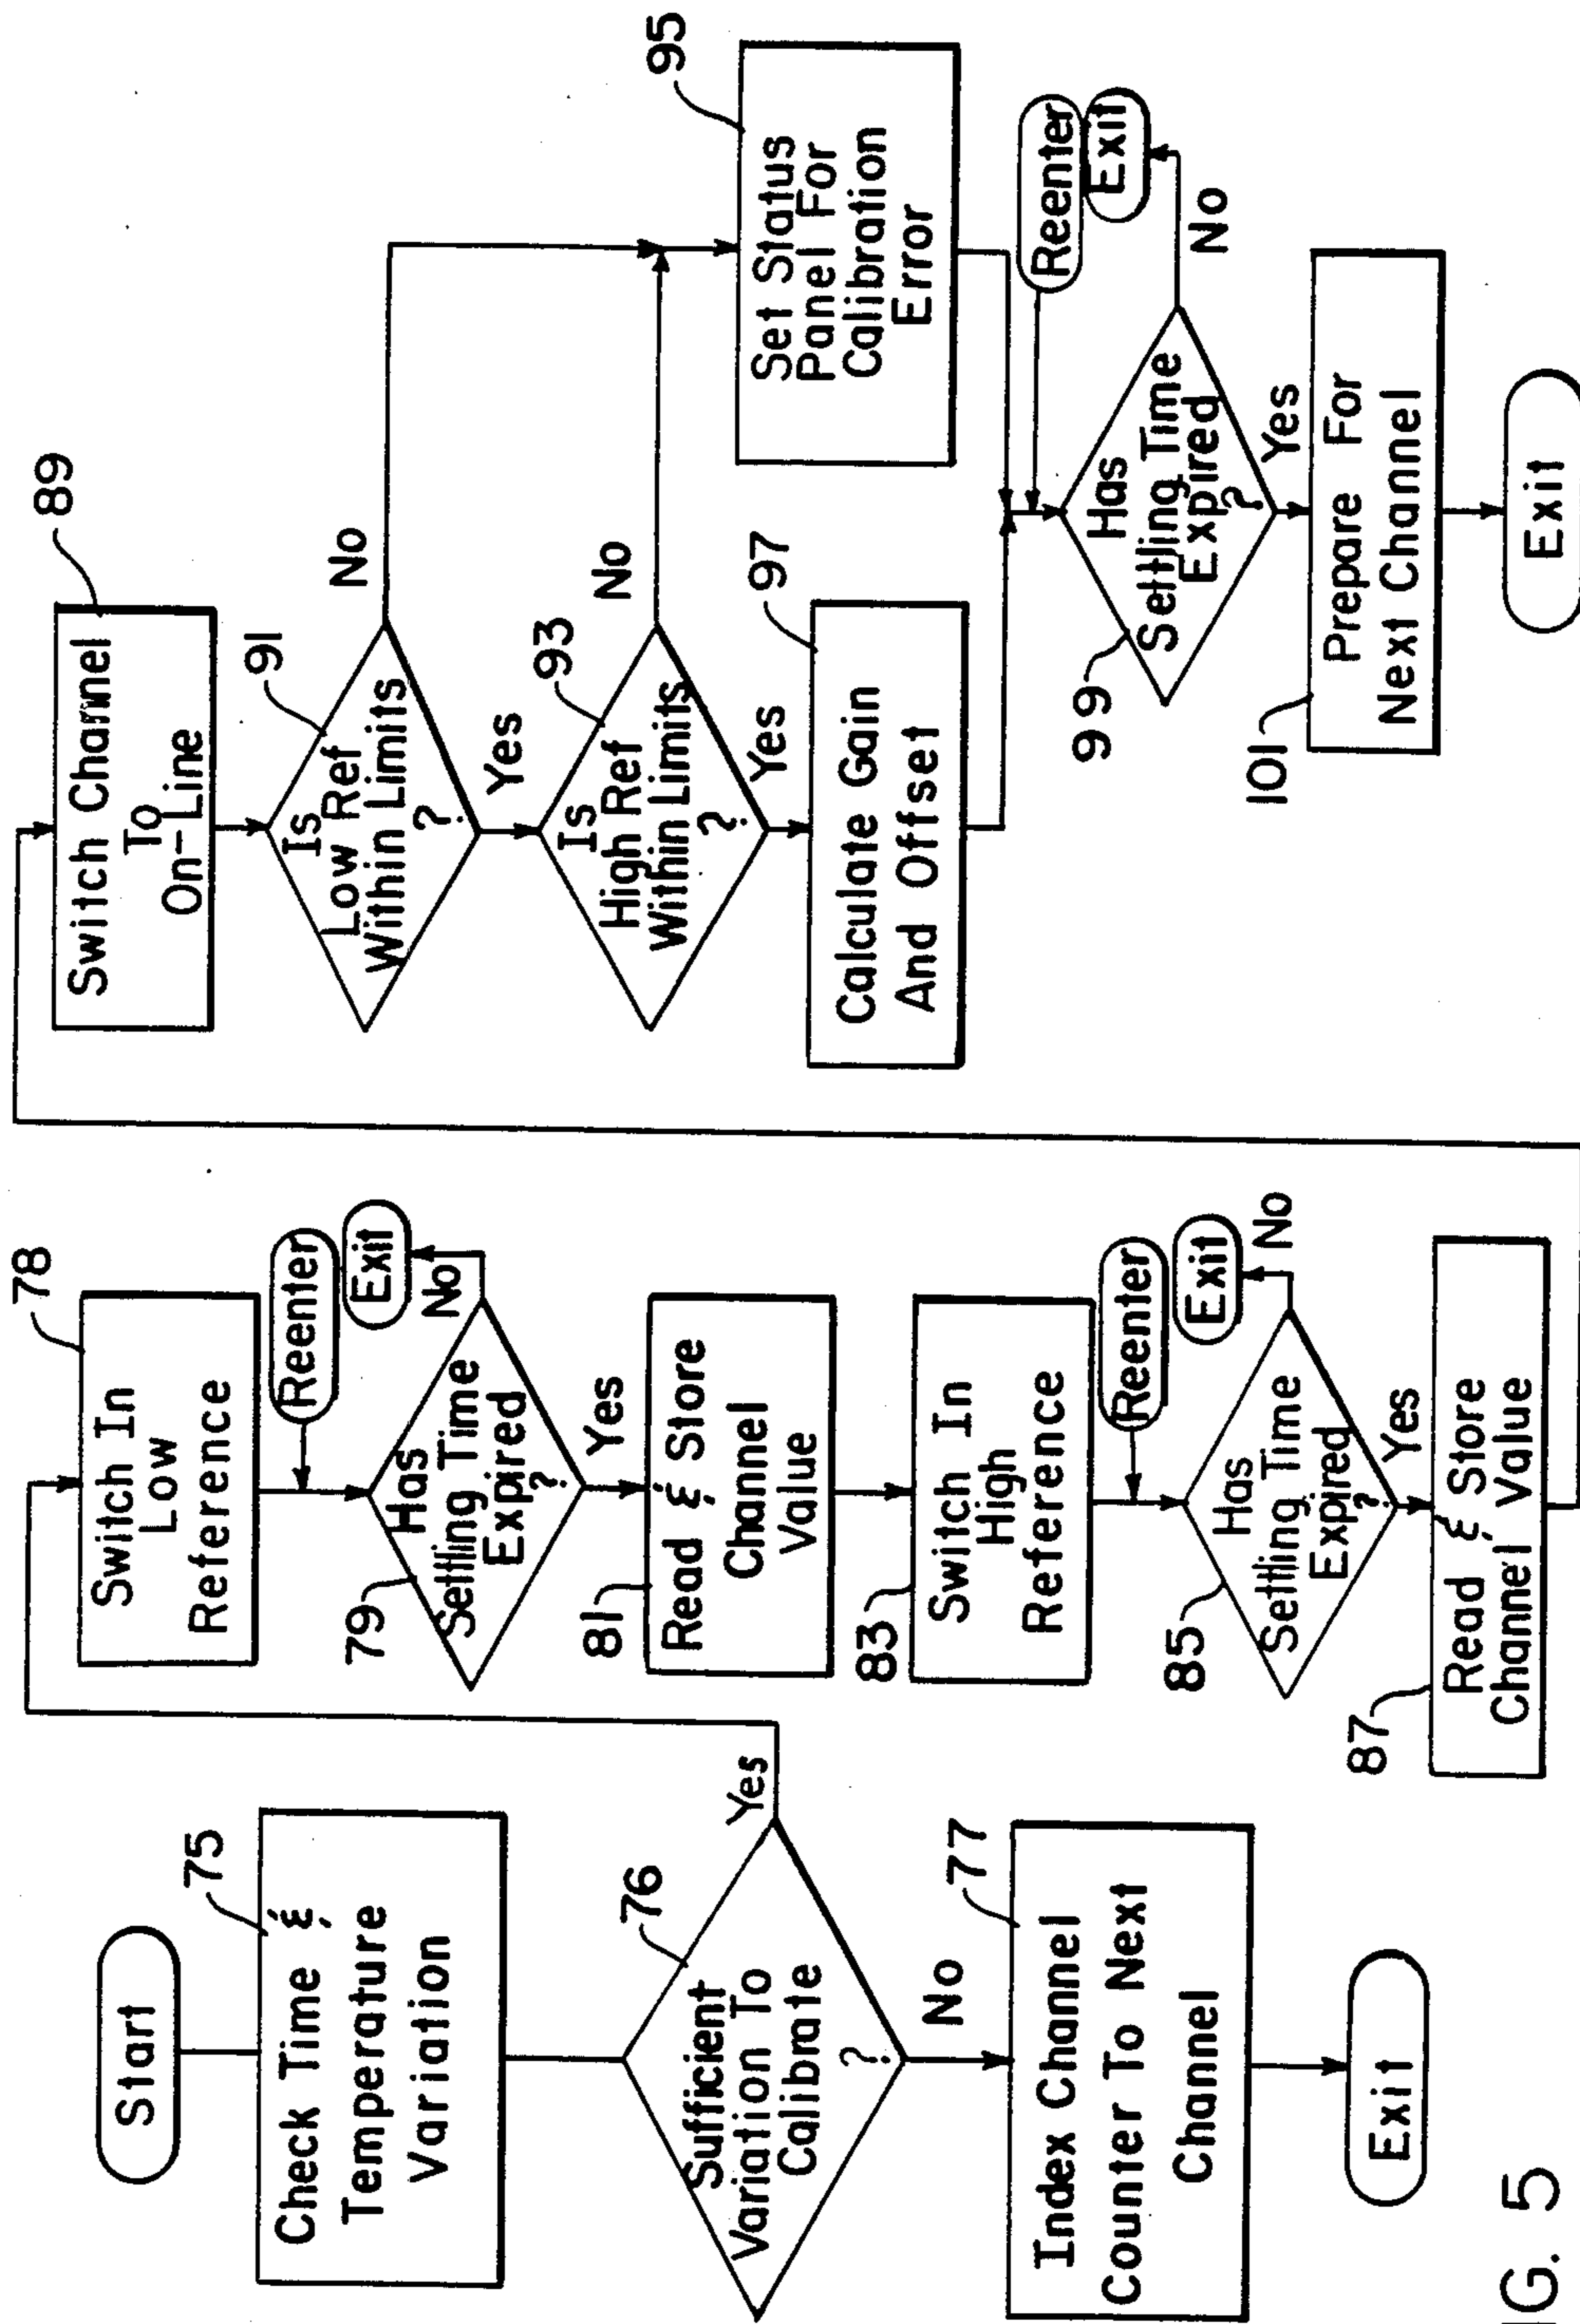 Start
75
Check Time &
Temperature
Variation
76
Sufficient
Variation To
Calibrate
?
Yes
No
77
Index Channel
Counter To Next
Channel
Exit
78
Switch In
Low
Reference
Reenter
Exit
79
Has
Settling Time
Expired
?
No
Yes
81
Read & Store
Channel
Value
83
Switch In
High
Reference
Reenter
Exit
85
Has
Settling Time
Expired
?
No
Yes
87
Read & Store
Channel Value
89
Switch Channel
To
On-Line
91
Is
Low Ref
Within Limits
?
No
Yes
93
Is
High Ref
Within Limits
?
No
Yes
95
Set Status
Panel For
Calibration
Error
97
Calculate Gain
And Offset
Reenter
Exit
99
Has
Settling Time
Expired
?
No
Yes
101
Prepare For
Next Channel
Exit
5